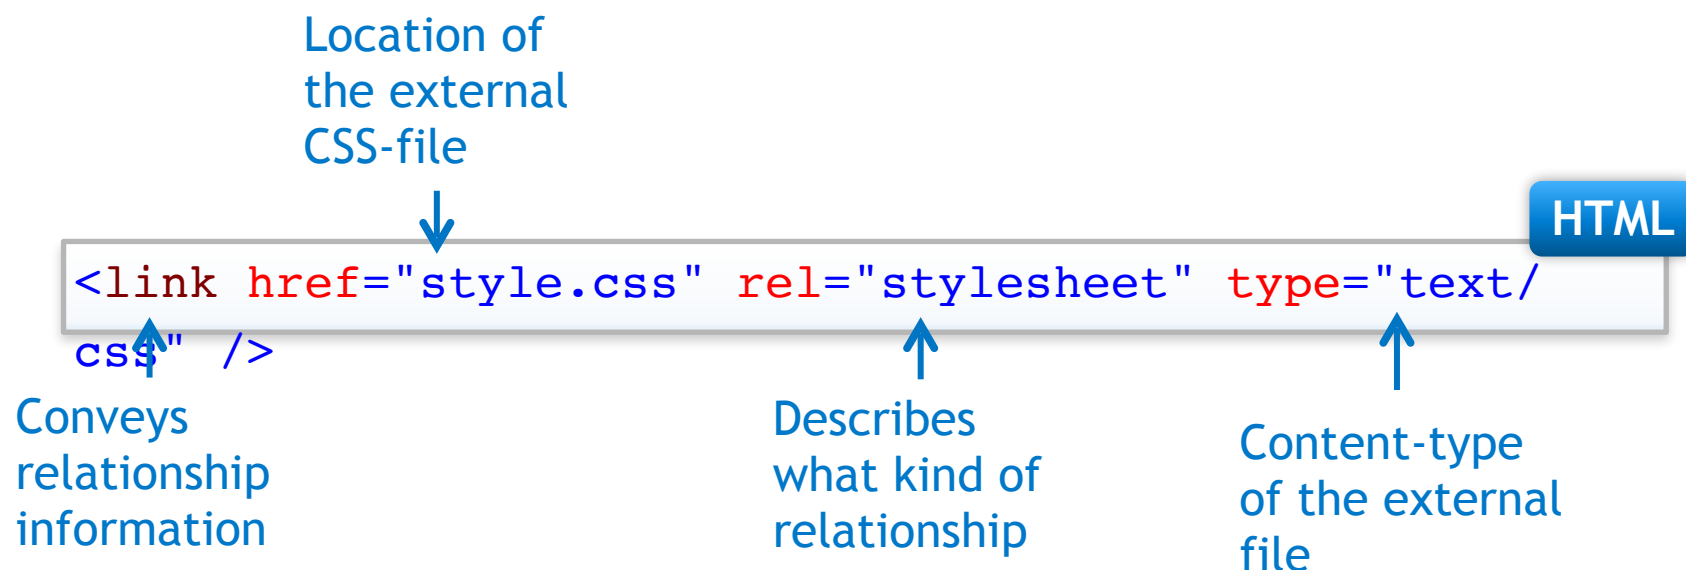 Location of
the external
CSS-file
HTML
<link href="style.css" rel="stylesheet" type="text/
css" />
Conveys
relationship
information
Describes
what kind of
relationship
Content-type
of the external
file